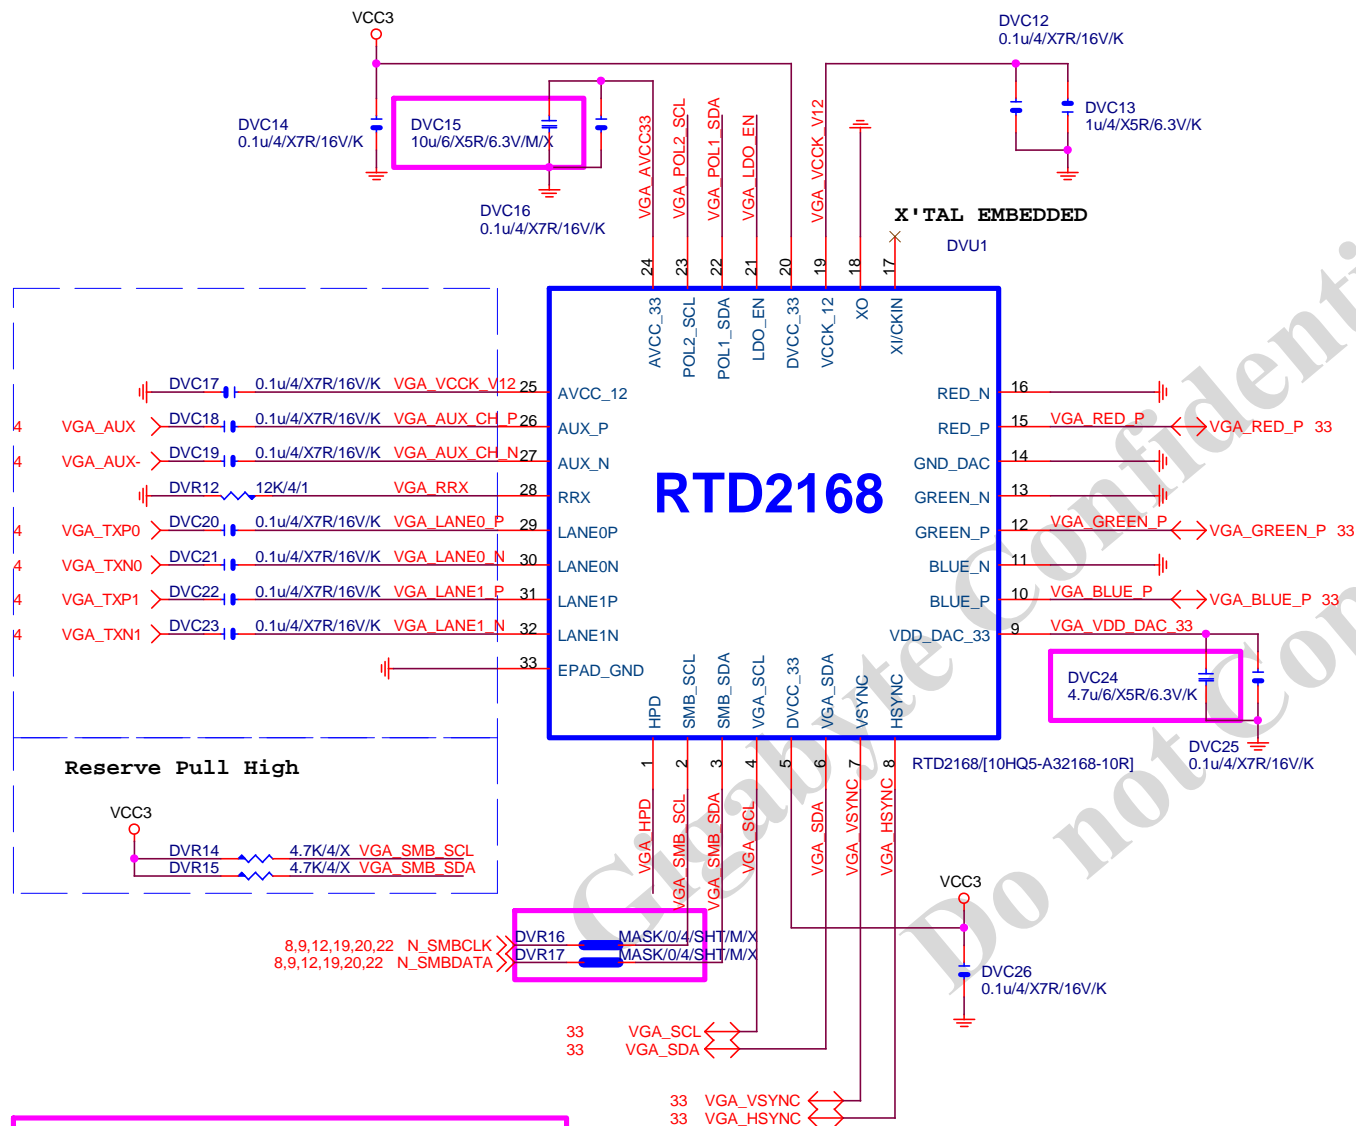 VCC3
DVC12
0.1u/4/X7R/16V/K
DVC14
0.1u/4/X7R/16V/K
DVC15
10u/6/X5R/6.3V/M/X
DVC13
1u/4/X5R/6.3V/K
DVC16
0.1u/4/X7R/16V/K
VGA_AVCC33
VGA_POL2_SCL
VGA_POL1_SDA
VGA_LDO_EN
VGA_VCCK_V12
X'TAL EMBEDDED
DVU1
24
23
22
21
20
19
18
17
AVCC_33
POL2_SCL
POL1_SDA
LDO_EN
DVCC_33
VCCK_12
XO
XI/CKIN
DVC17 0.1u/4/X7R/16V/K VGA_VCCK_V12 25 AVCC_12
4 VGA_AUX DVC18 0.1u/4/X7R/16V/K VGA_AUX_CH_P 26 AUX_P
4 VGA_AUX- DVC19 0.1u/4/X7R/16V/K VGA_AUX_CH_N 27 AUX_N
DVR12 12K/4/1 VGA_RRX 28 RRX
4 VGA_TXP0 DVC20 0.1u/4/X7R/16V/K VGA_LANE0_P 29 LANE0P
4 VGA_TXN0 DVC21 0.1u/4/X7R/16V/K VGA_LANE0_N 30 LANE0N
4 VGA_TXP1 DVC22 0.1u/4/X7R/16V/K VGA_LANE1_P 31 LANE1P
4 VGA_TXN1 DVC23 0.1u/4/X7R/16V/K VGA_LANE1_N 32 LANE1N
33 EPAD_GND
RTD2168
RED_N 16
RED_P 15 VGA_RED_P VGA_RED_P 33
GND_DAC 14
GREEN_N 13
GREEN_P 12 VGA_GREEN_P VGA_GREEN_P 33
BLUE_N 11
BLUE_P 10 VGA_BLUE_P VGA_BLUE_P 33
VDD_DAC_33 9 VGA_VDD_DAC_33
DVC24
4.7u/6/X5R/6.3V/K
DVC25
0.1u/4/X7R/16V/K
HPD
SMB_SCL
SMB_SDA
VGA_SCL
DVCC_33
VGA_SDA
VSYNC
HSYNC
1
2
3
4
5
6
7
8
RTD2168/[10HQ5-A32168-10R]
VGA_HPD
VGA_SMB_SCL
VGA_SMB_SDA
VGA_SCL
VGA_SDA
VGA_VSYNC
VGA_HSYNC
Reserve Pull High
VCC3
DVR14 4.7K/4/X VGA_SMB_SCL
DVR15 4.7K/4/X VGA_SMB_SDA
VCC3
DVC26
0.1u/4/X7R/16V/K
8,9,12,19,20,22 N_SMBCLK DVR16 MASK/0/4/SHT/M/X
8,9,12,19,20,22 N_SMBDATA DVR17 MASK/0/4/SHT/M/X
33 VGA_SCL
33 VGA_SDA
33 VGA_VSYNC
33 VGA_HSYNC
Gigabyte Confidenti
Do not Cop